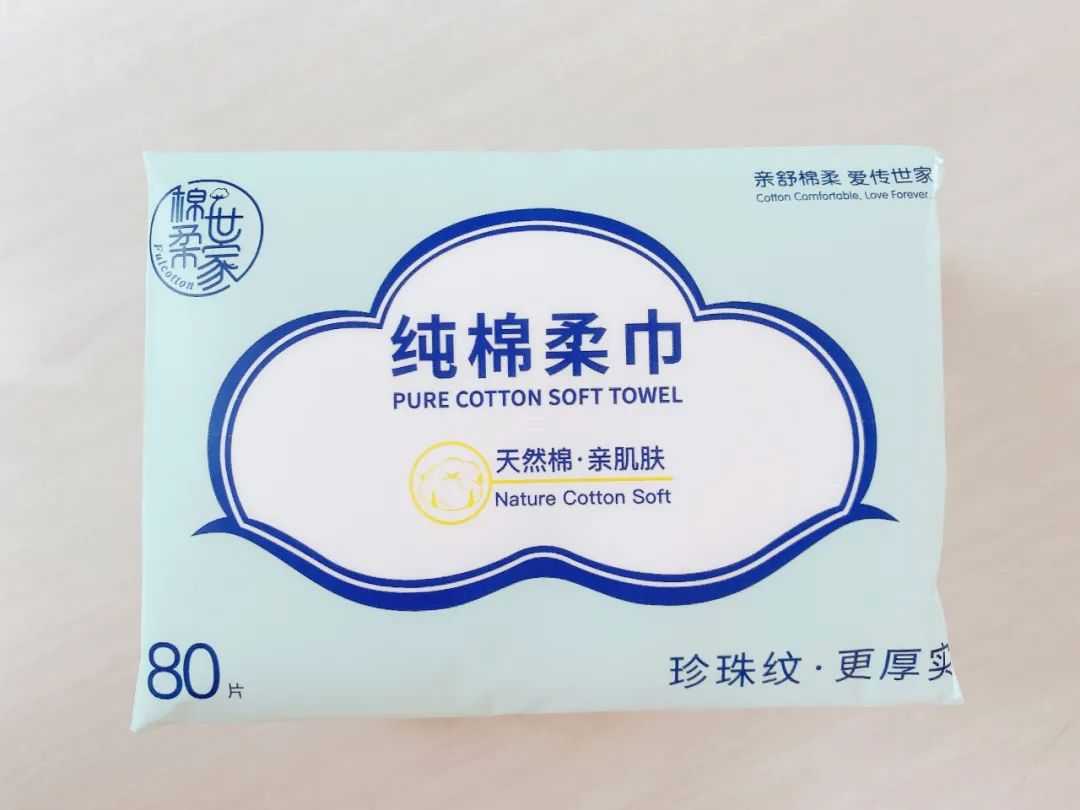 棉柔世家
Fulcotton
亲舒棉柔 爱传世家
Cotton Comfortable, Love Forever.
纯棉柔巾
PURE COTTON SOFT TOWEL
天然棉·亲肌肤
Nature Cotton Soft
80片
珍珠纹·更厚实